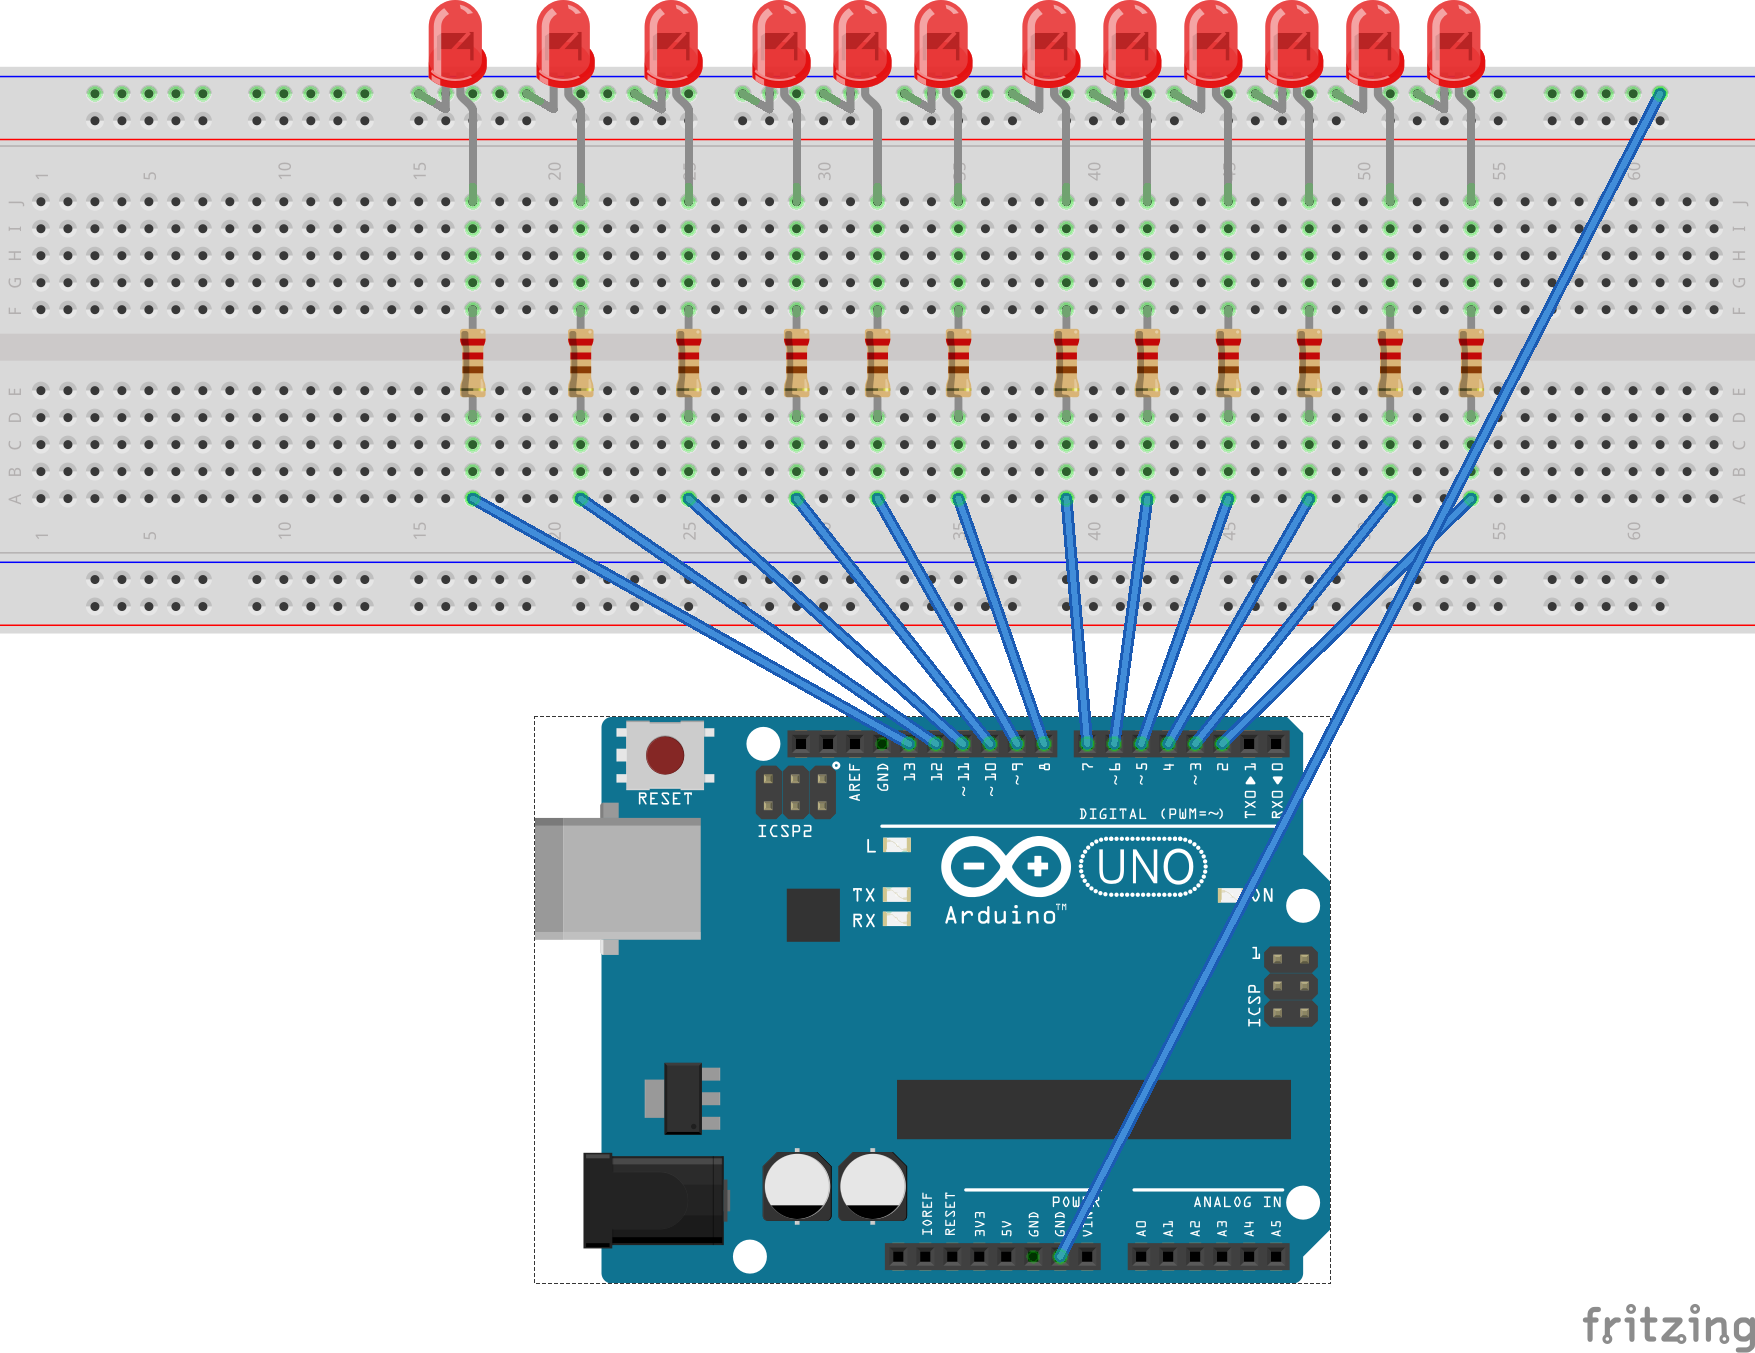 1 5 10 15 20 25 30 35 40 45 50 55 60
J J
I I
H H
G G
F F
E E
D D
C C
B B
A A
1 5 10 15 20 25 30 35 40 45 50 55 60
RESET
AREF GND 13 12 ~11 ~10 ~9 8 7 ~6 ~5 4 ~3 2 TX0▶1 RX0◀0
ICSP2
DIGITAL (PWM=~)
L
UNO
TX
RX
Arduino™
ON
1
ICSP
POWER
ANALOG IN
IOREF RESET 3V3 5V GND GND VIN A0 A1 A2 A3 A4 A5
fritzing